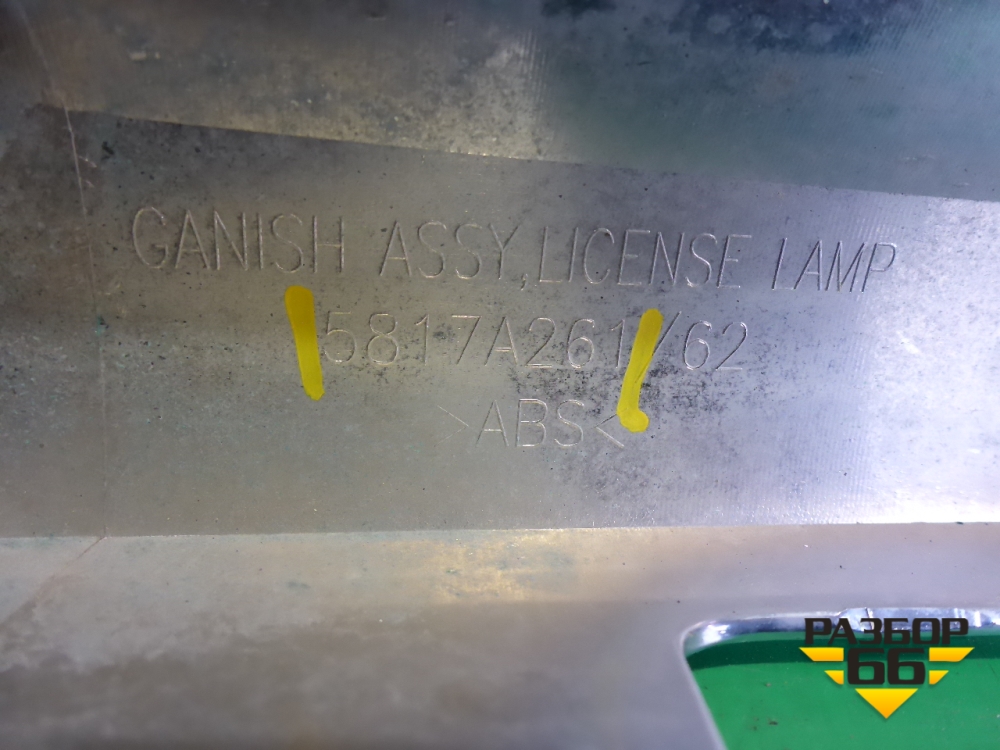 GANISH ASSY,LICENSE LAMP
5817A261/62
>ABS<
РАЗБОР
66